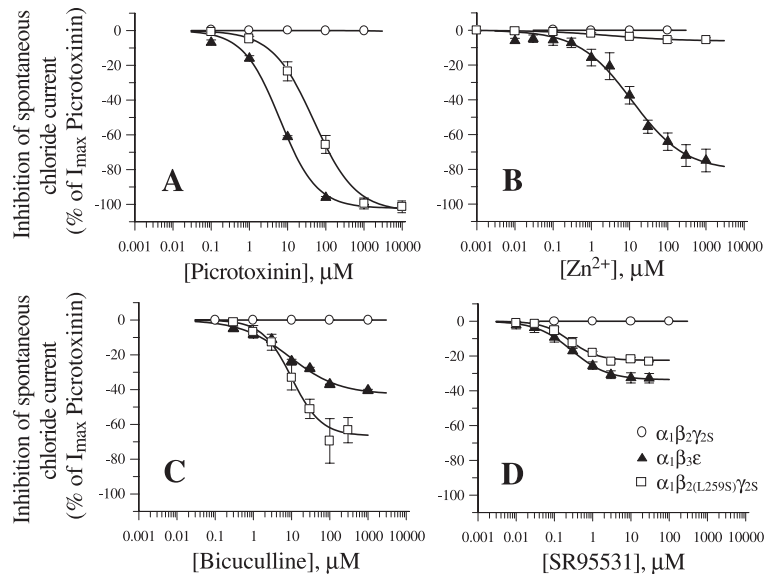 Inhibition of spontaneous
chloride current
(% of I_max Picrotoxinin)
0
-20
-40
-60
-80
-100
A
0.001 0.01 0.1 1 10 100 1000 10000
[Picrotoxinin], μM
0
-20
-40
-60
-80
-100
B
0.001 0.01 0.1 1 10 100 1000 10000
[Zn²⁺], μM
Inhibition of spontaneous
chloride current
(% of I_max Picrotoxinin)
0
-20
-40
-60
-80
-100
C
0.001 0.01 0.1 1 10 100 1000 10000
[Bicuculline], μM
0
-20
-40
-60
-80
-100
D
α₁β₂γ₂S
α₁β₃ε
α₁β₂(L259S)γ₂S
0.001 0.01 0.1 1 10 100 1000 10000
[SR95531], μM